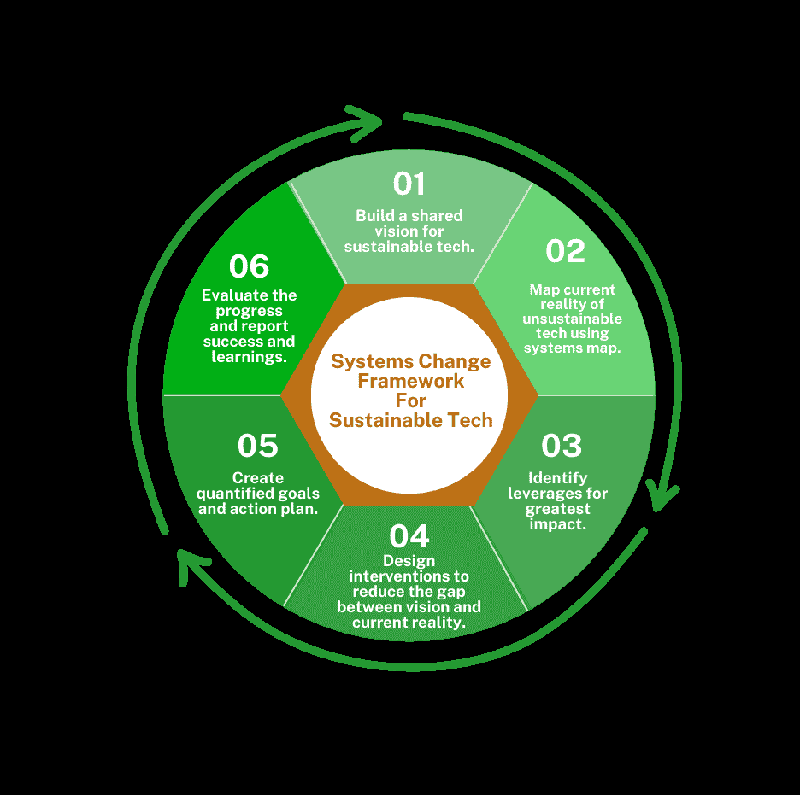 01
Build a shared
vision for
sustainable tech.
02
Map current
reality of
unsustainable
tech using
systems map.
03
Identify
leverages for
greatest
impact.
04
Design
interventions to
reduce the gap
between vision and
current reality.
05
Create
quantified goals
and action plan.
06
Evaluate the
progress
and report
success and
learnings.
Systems Change
Framework
For
Sustainable Tech